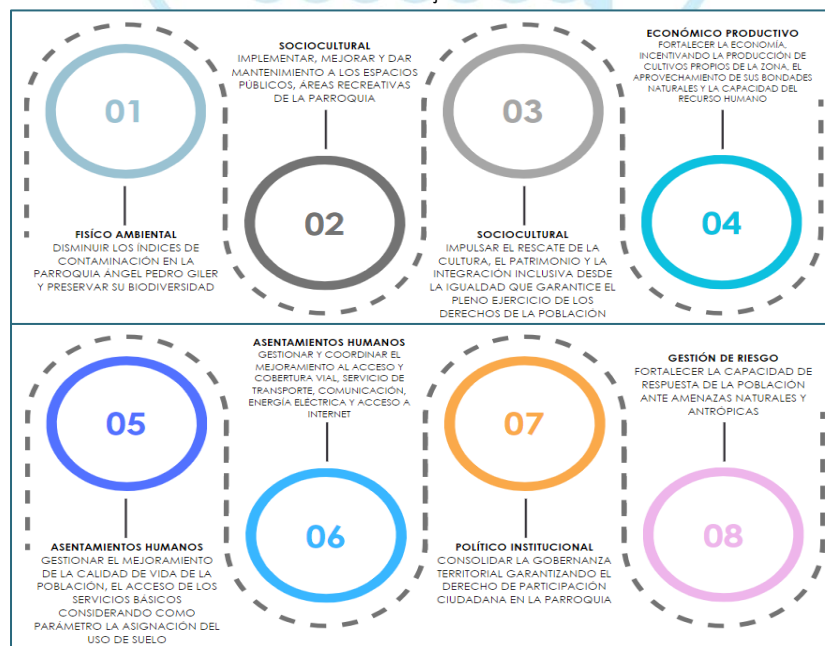 01
FISÍCO AMBIENTAL
DISMINUIR LOS ÍNDICES DE
CONTAMINACIÓN EN LA
PARROQUIA ÁNGEL PEDRO GILER
Y PRESERVAR SU BIODIVERSIDAD
SOCIOCULTURAL
IMPLEMENTAR, MEJORAR Y DAR
MANTENIMIENTO A LOS ESPACIOS
PÚBLICOS, ÁREAS RECREATIVAS
DE LA PARROQUIA
02
03
SOCIOCULTURAL
IMPULSAR EL RESCATE DE LA
CULTURA, EL PATRIMONIO Y LA
INTEGRACIÓN INCLUSIVA DESDE
LA IGUALDAD QUE GARANTICE EL
PLENO EJERCICIO DE LOS
DERECHOS DE LA POBLACIÓN
ECONÓMICO PRODUCTIVO
FORTALECER LA ECONOMÍA,
INCENTIVANDO LA PRODUCCIÓN DE
CULTIVOS PROPIOS DE LA ZONA, EL
APROVECHAMIENTO DE SUS BONDADES
NATURALES Y LA CAPACIDAD DEL
RECURSO HUMANO
04
05
ASENTAMIENTOS HUMANOS
GESTIONAR EL MEJORAMIENTO
DE LA CALIDAD DE VIDA DE LA
POBLACIÓN, EL ACCESO DE LOS
SERVICIOS BÁSICOS
CONSIDERANDO COMO
PARÁMETRO LA ASIGNACIÓN DEL
USO DE SUELO
ASENTAMIENTOS HUMANOS
GESTIONAR Y COORDINAR EL
MEJORAMIENTO AL ACCESO Y
COBERTURA VIAL, SERVICIO DE
TRANSPORTE, COMUNICACIÓN,
ENERGÍA ELÉCTRICA Y ACCESO A
INTERNET
06
07
POLÍTICO INSTITUCIONAL
CONSOLIDAR LA GOBERNANZA
TERRITORIAL GARANTIZANDO EL
DERECHO DE PARTICIPACIÓN
CIUDADANA EN LA PARROQUIA
GESTIÓN DE RIESGO
FORTALECER LA CAPACIDAD DE
RESPUESTA DE LA POBLACIÓN
ANTE AMENAZAS NATURALES Y
ANTRÓPICAS
08